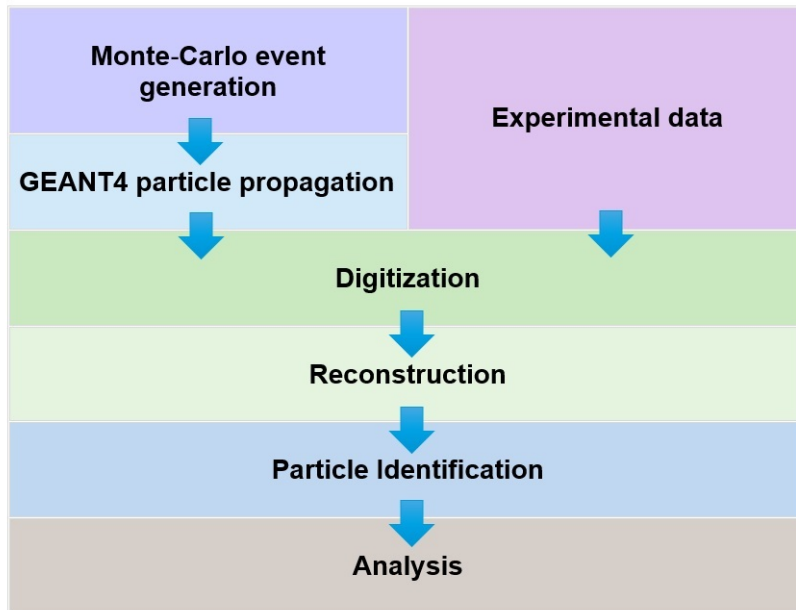 Monte-Carlo event
generation
Experimental data
GEANT4 particle propagation
Digitization
Reconstruction
Particle Identification
Analysis